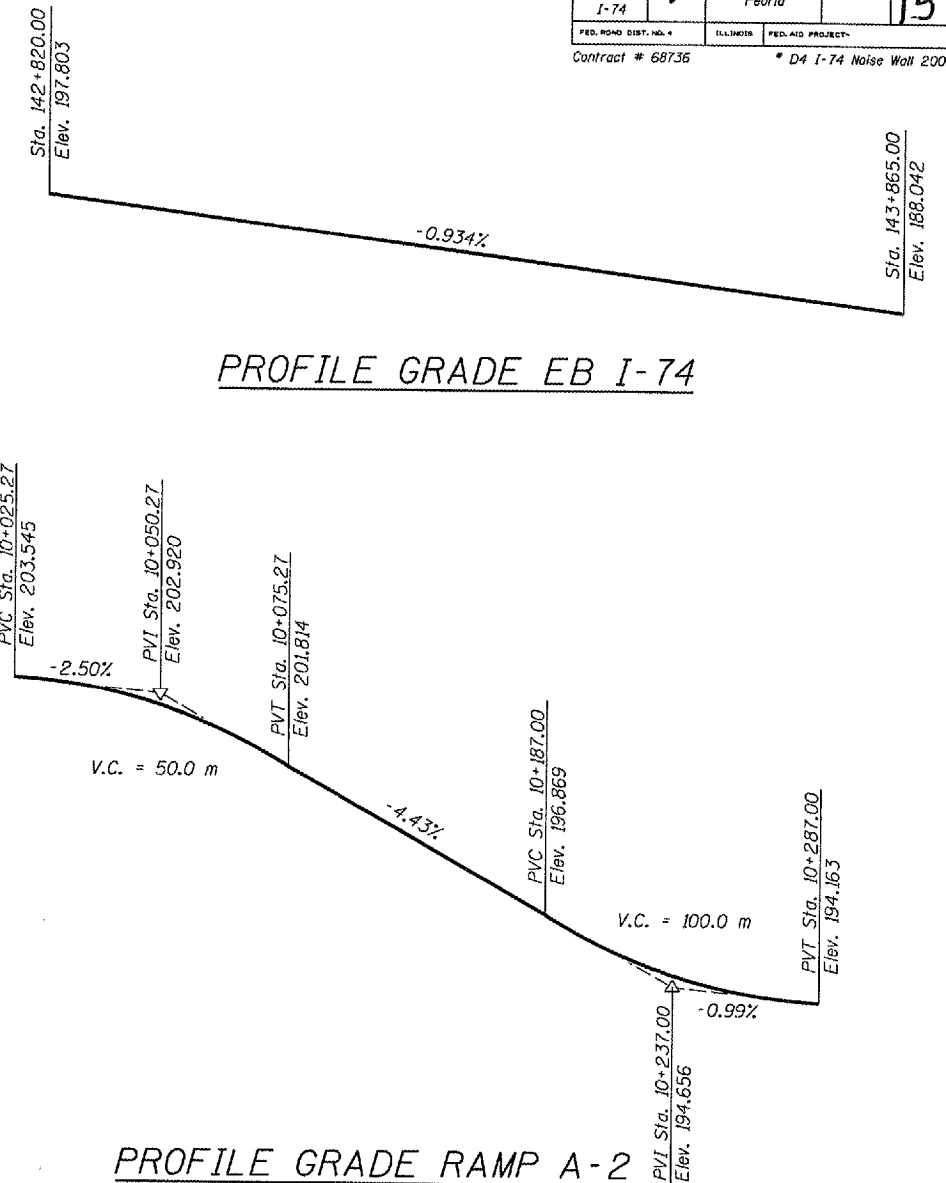 I-74 * Peoria 15
FED. ROAD DIST. NO. 4 ILLINOIS FED. AID PROJECT-
Contract # 68736 * D4 I-74 Noise Wall 200
Sta. 142+820.00
Elev. 197.803
-0.934%
Sta. 143+865.00
Elev. 188.042
PROFILE GRADE EB I-74
PVC Sta. 10+025.27
Elev. 203.545
-2.50%
PVI Sta. 10+050.27
Elev. 202.920
V.C. = 50.0 m
PVT Sta. 10+075.27
Elev. 201.814
-4.43%
PVC Sta. 10+187.00
Elev. 196.869
V.C. = 100.0 m
PVI Sta. 10+237.00
Elev. 194.656
-0.99%
PVT Sta. 10+287.00
Elev. 194.163
PROFILE GRADE RAMP A-2